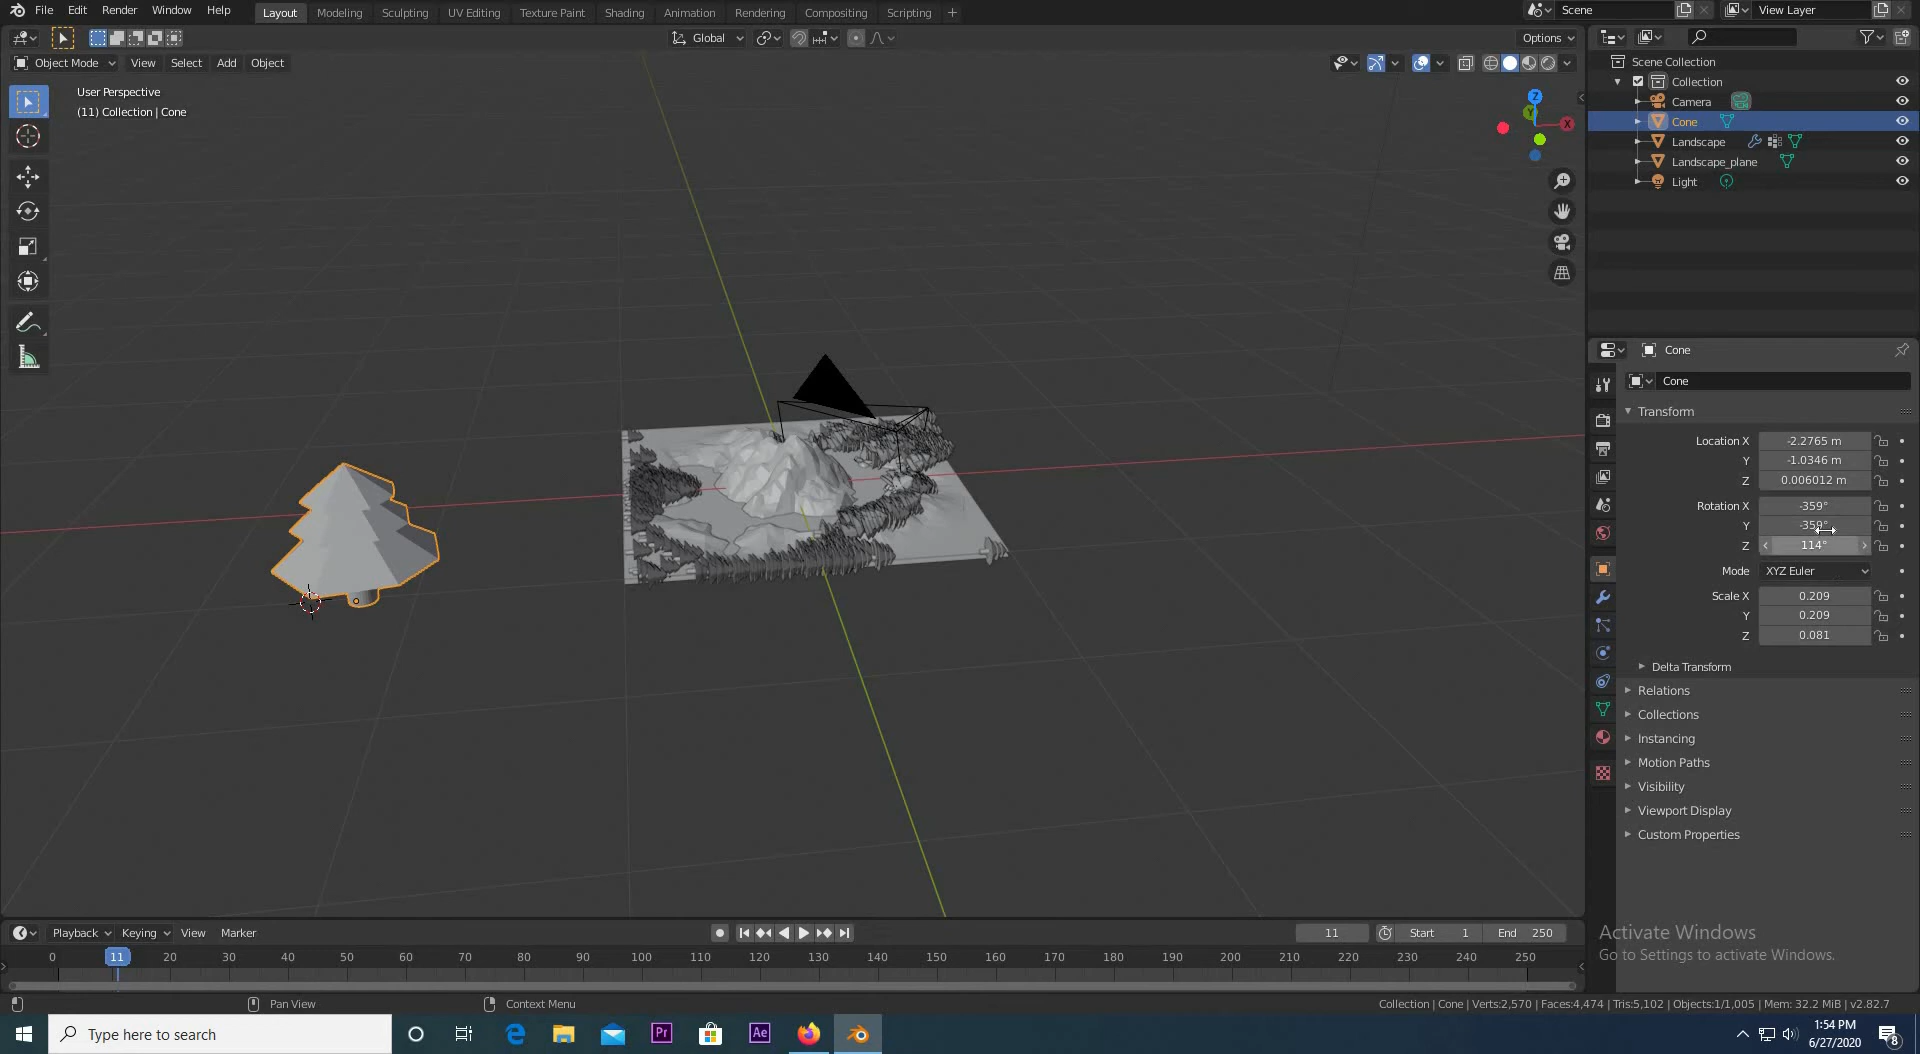 File Edit Render Window Help Layout Modeling Sculpting UV Editing Texture Paint Shading Animation Rendering Compositing Scripting + Scene View Layer
Global Options
Object Mode View Select Add Object
User Perspective
(11) Collection | Cone
Z
Y
X
Scene Collection
Collection
Camera
Cone
Landscape
Landscape_plane
Light
Cone
Cone
Transform
Location X -2.2765 m
Y -1.0346 m
Z 0.006012 m
Rotation X -359°
Y -359°
Z 114°
Mode XYZ Euler
Scale X 0.209
Y 0.209
Z 0.081
Delta Transform
Relations
Collections
Instancing
Motion Paths
Visibility
Viewport Display
Custom Properties
Activate Windows
Go to Settings to activate Windows.
Playback Keying View Marker 11 Start 1 End 250
0 11 20 30 40 50 60 70 80 90 100 110 120 130 140 150 160 170 180 190 200 210 220 230 240 250
Pan View Context Menu Collection | Cone | Verts:2,570 | Faces:4,474 | Tris:5,102 | Objects:1/1,005 | Mem: 32.2 MiB | v2.82.7
Type here to search Pr Ae
1:54 PM
6/27/2020
8